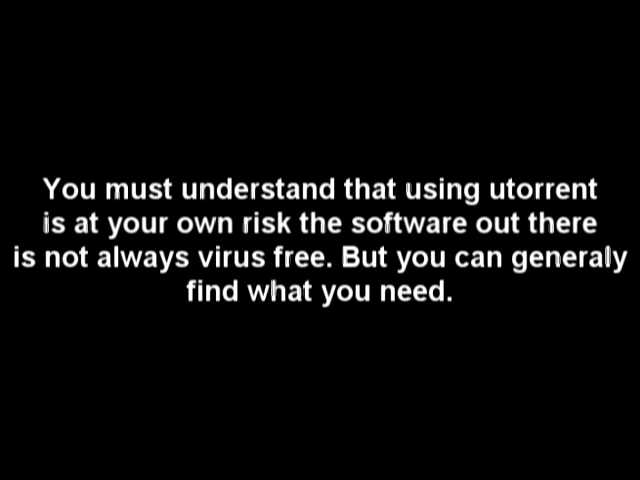 You must understand that using utorrent
is at your own risk the software out there
is not always virus free. But you can generaly
find what you need.